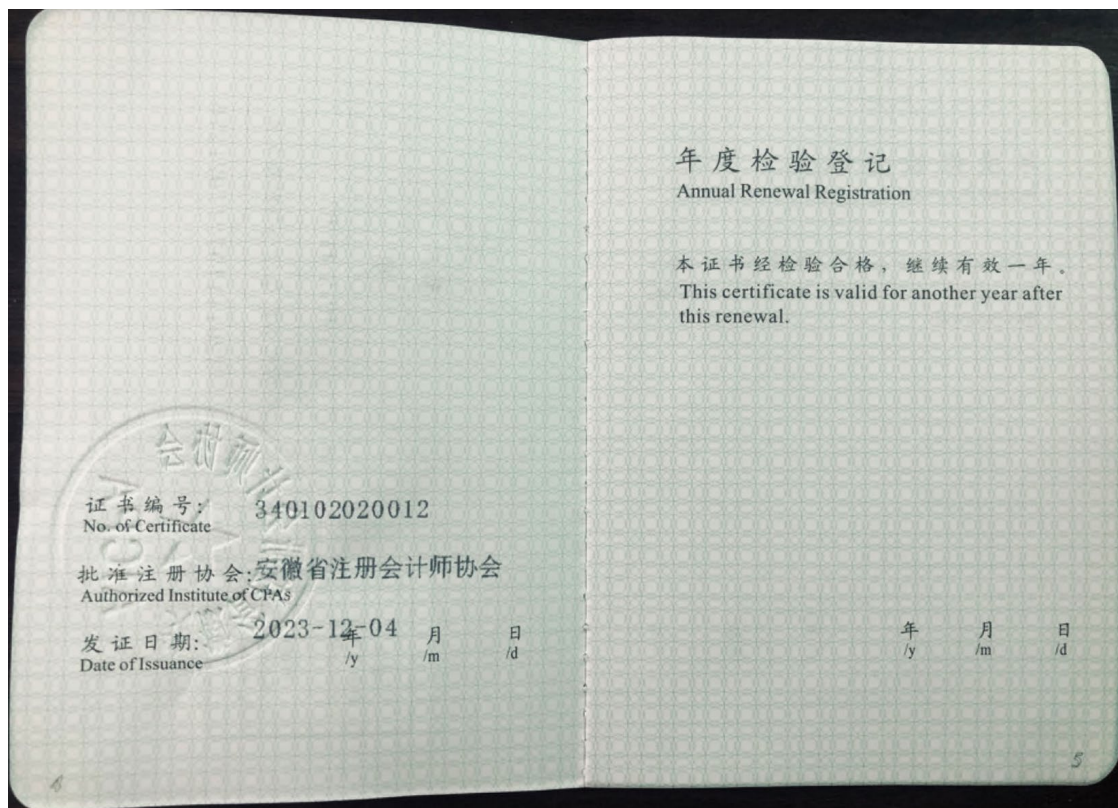 证书编号: 340102020012
No. of Certificate
批准注册协会: 安徽省注册会计师协会
Authorized Institute of CPAs
发证日期: 2023-12-04 年 月 日
Date of Issuance /y /m /d
年度检验登记
Annual Renewal Registration
本证书经检验合格，继续有效一年。
This certificate is valid for another year after
this renewal.
年 月 日
/y /m /d
5